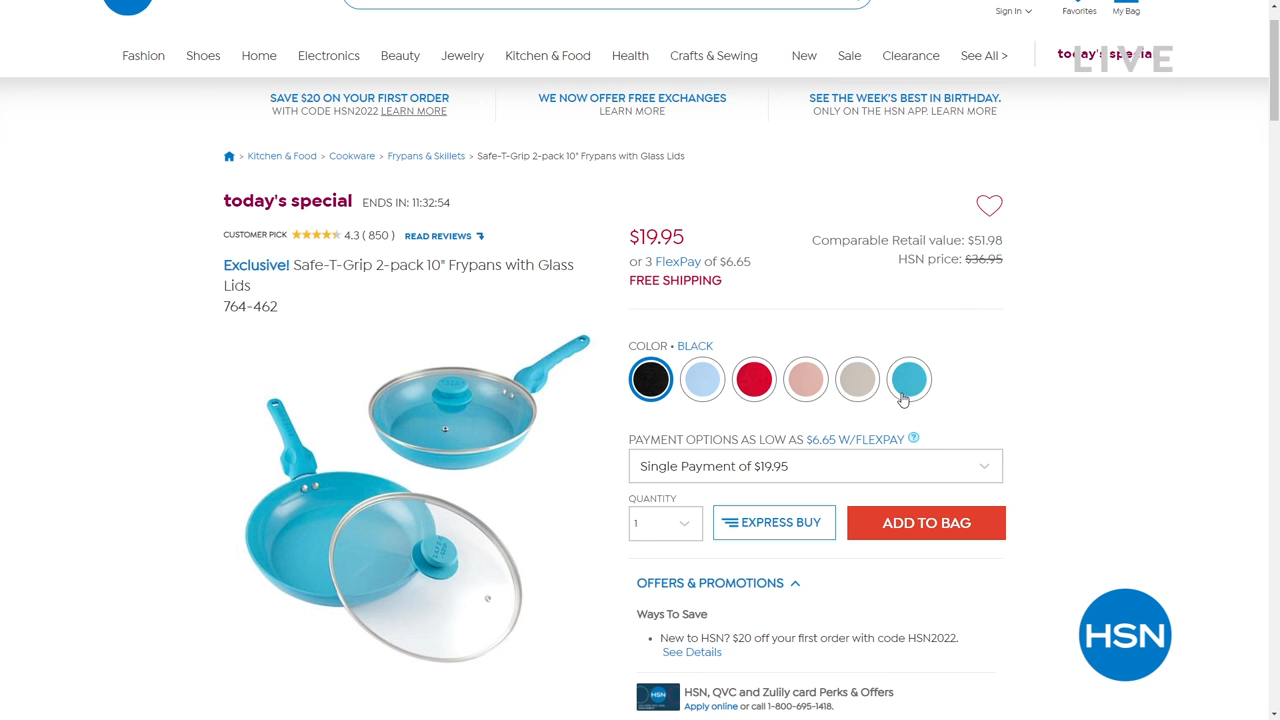 Sign In
Favorites
My Bag
Fashion
Shoes
Home
Electronics
Beauty
Jewelry
Kitchen & Food
Health
Crafts & Sewing
New
Sale
Clearance
See All >
today's special
LIVE
SAVE $20 ON YOUR FIRST ORDER
WITH CODE HSN2022 LEARN MORE
WE NOW OFFER FREE EXCHANGES
LEARN MORE
SEE THE WEEK'S BEST IN BIRTHDAY.
ONLY ON THE HSN APP. LEARN MORE
> Kitchen & Food > Cookware > Frypans & Skillets > Safe-T-Grip 2-pack 10" Frypans with Glass Lids
today's special ENDS IN: 11:32:54
CUSTOMER PICK 4.3 ( 850 ) READ REVIEWS
Exclusive! Safe-T-Grip 2-pack 10" Frypans with Glass
Lids
764-462
$19.95
or 3 FlexPay of $6.65
FREE SHIPPING
Comparable Retail value: $51.98
HSN price: $36.95
COLOR • BLACK
PAYMENT OPTIONS AS LOW AS $6.65 W/FLEXPAY ?
Single Payment of $19.95
QUANTITY
1
EXPRESS BUY
ADD TO BAG
OFFERS & PROMOTIONS
Ways To Save
• New to HSN? $20 off your first order with code HSN2022.
See Details
HSN
HSN, QVC and Zulily card Perks & Offers
Apply online or call 1-800-695-1418.
HSN